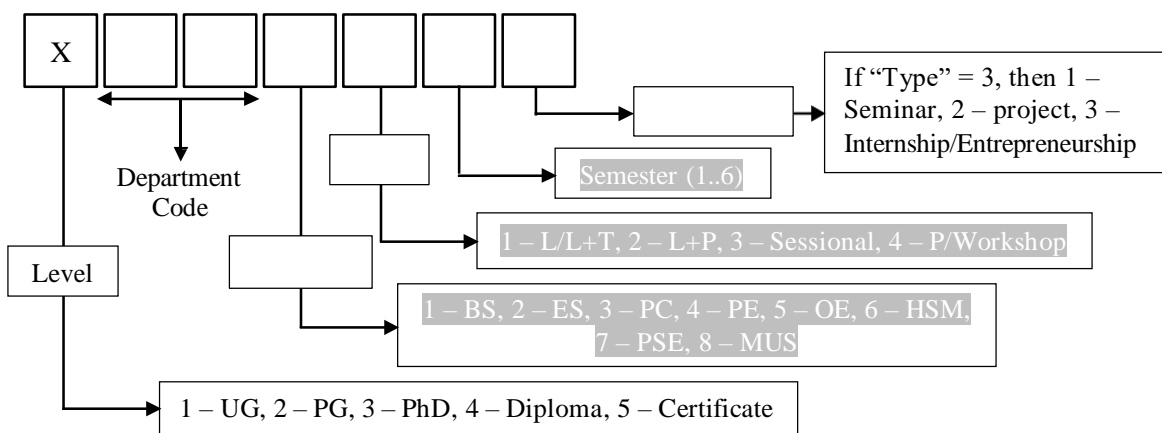 X
If “Type” = 3, then 1 –
Seminar, 2 – project, 3 –
Internship/Entrepreneurship
Semester (1..6)
Department
Code
1 – L/L+T, 2 – L+P, 3 – Sessional, 4 – P/Workshop
Level
1 – BS, 2 – ES, 3 – PC, 4 – PE, 5 – OE, 6 – HSM,
7 – PSE, 8 – MUS
1 – UG, 2 – PG, 3 – PhD, 4 – Diploma, 5 – Certificate